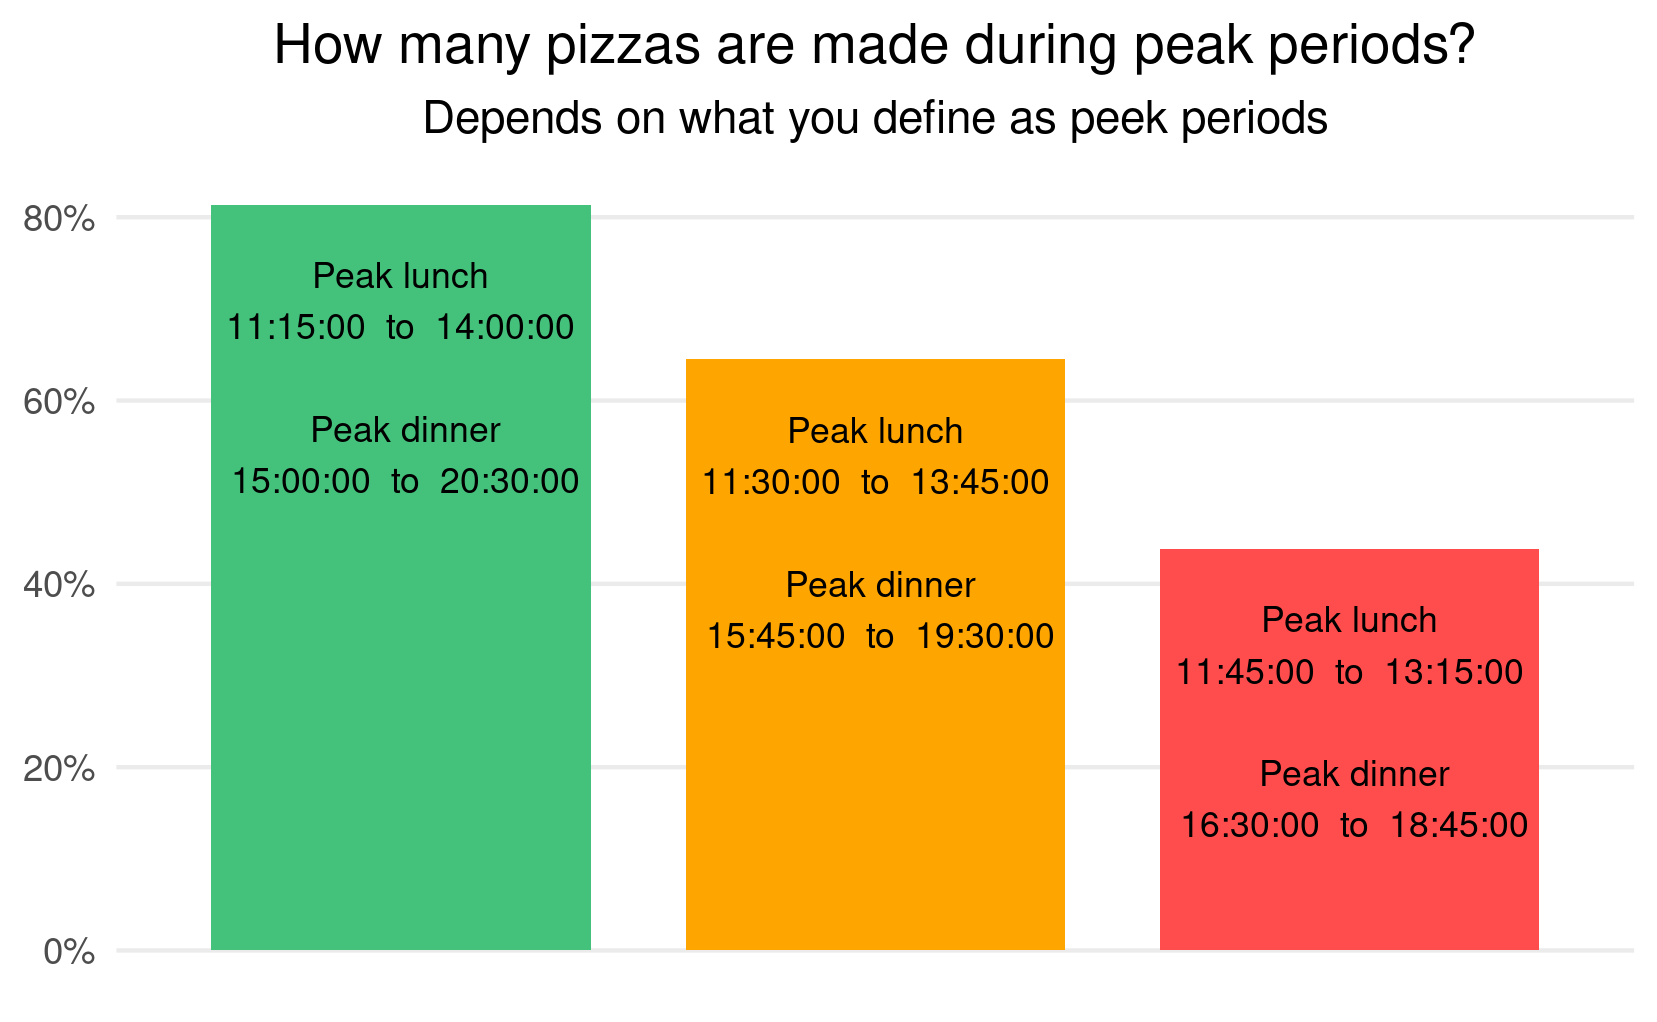 How many pizzas are made during peak periods?
Depends on what you define as peek periods
80%
60%
40%
20%
0%
Peak lunch
11:15:00 to 14:00:00
Peak dinner
15:00:00 to 20:30:00
Peak lunch
11:30:00 to 13:45:00
Peak dinner
15:45:00 to 19:30:00
Peak lunch
11:45:00 to 13:15:00
Peak dinner
16:30:00 to 18:45:00